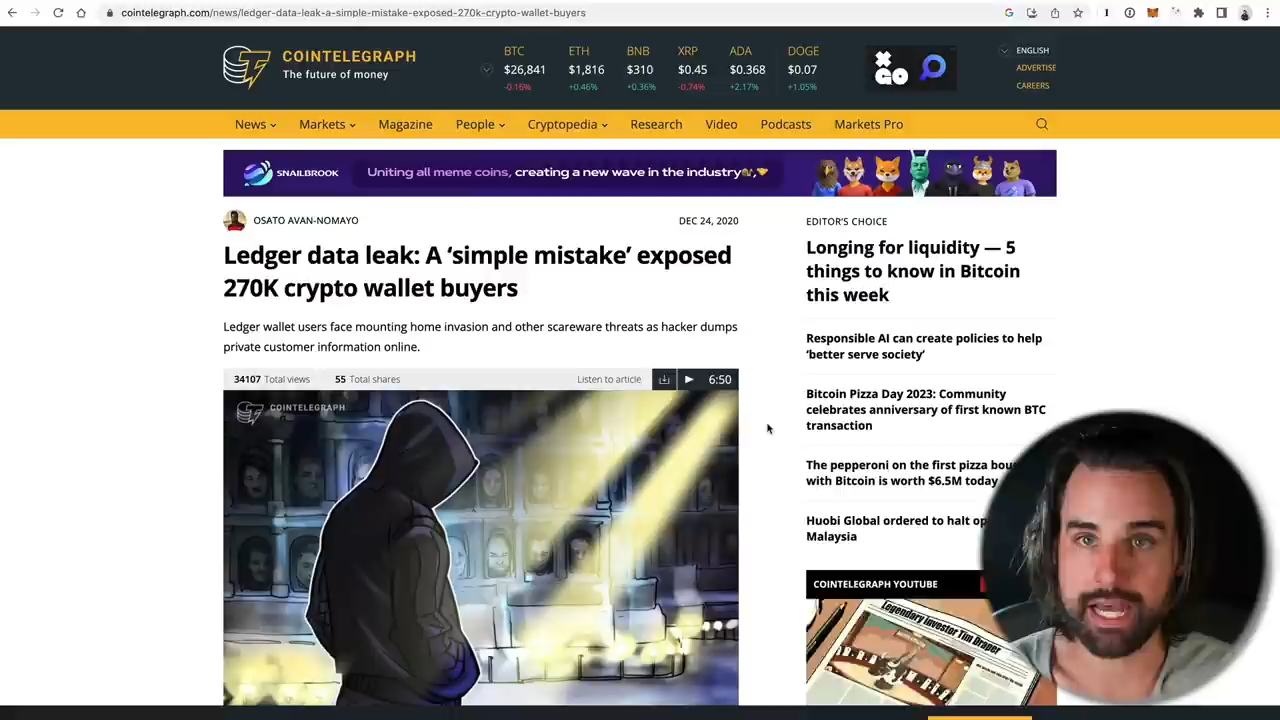 cointelegraph.com/news/ledger-data-leak-a-simple-mistake-exposed-270k-crypto-wallet-buyers
COINTELEGRAPH
The future of money
BTC ETH BNB XRP ADA DOGE
$26,841 $1,816 $310 $0.45 $0.368 $0.07
-0.16% +0.46% +0.36% -0.74% +2.17% +1.05%
XGO
ENGLISH
ADVERTISE
CAREERS
News Markets Magazine People Cryptopedia Research Video Podcasts Markets Pro
SNAILBROOK Uniting all meme coins, creating a new wave in the industry
OSATO AVAN-NOMAYO DEC 24, 2020
Ledger data leak: A ‘simple mistake’ exposed
270K crypto wallet buyers
Ledger wallet users face mounting home invasion and other scareware threats as hacker dumps
private customer information online.
34107 Total views 55 Total shares Listen to article 6:50
COINTELEGRAPH
EDITOR'S CHOICE
Longing for liquidity — 5
things to know in Bitcoin
this week
Responsible AI can create policies to help
‘better serve society’
Bitcoin Pizza Day 2023: Community
celebrates anniversary of first known BTC
transaction
The pepperoni on the first pizza
with Bitcoin is worth $6.5M today
Huobi Global ordered to halt
Malaysia
COINTELEGRAPH YOUTUBE
Legendary Investor Tim Draper